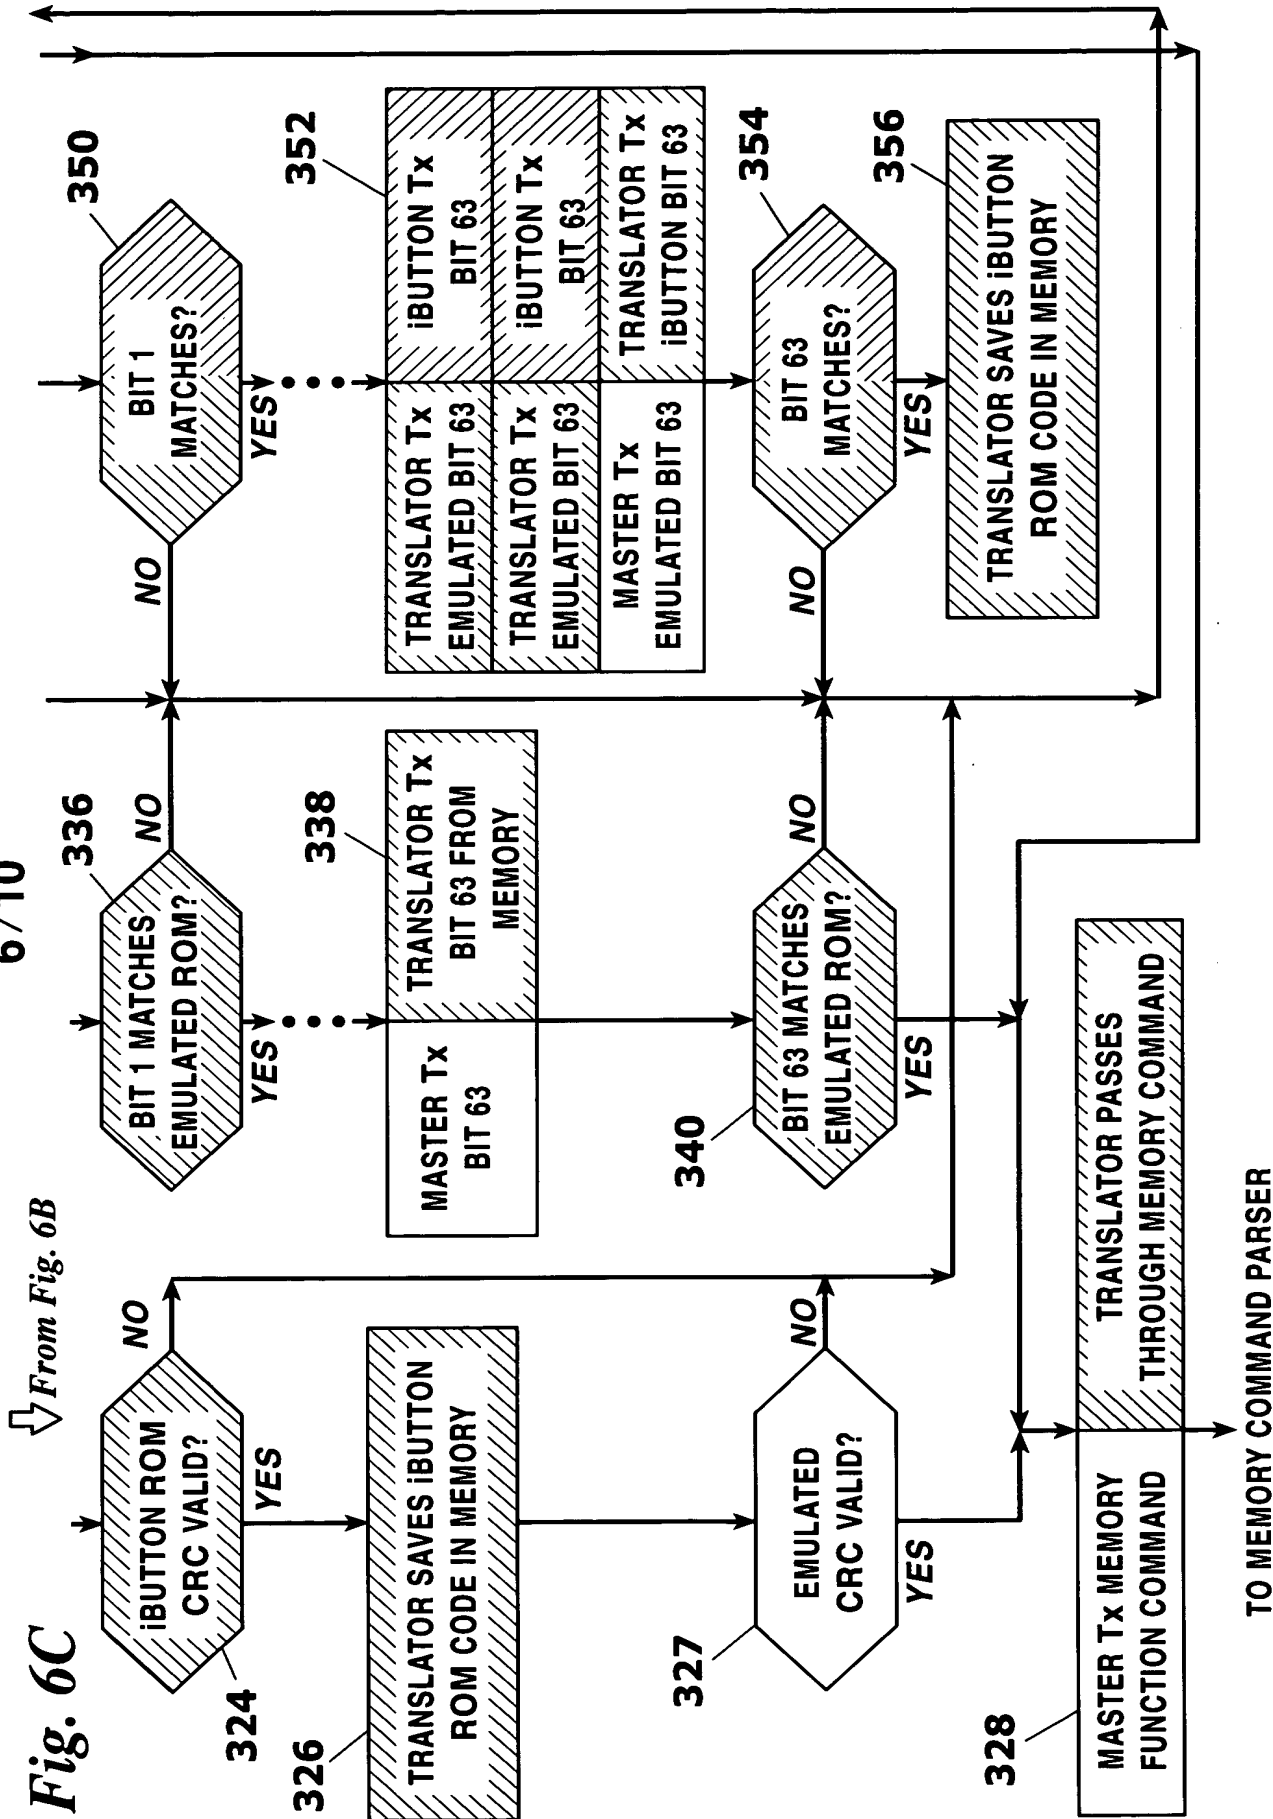 6/10
Fig. 6C
From Fig. 6B
324
iBUTTON ROM
CRC VALID?
NO
YES
326
TRANSLATOR SAVES iBUTTON
ROM CODE IN MEMORY
327
EMULATED
CRC VALID?
NO
YES
328
MASTER Tx MEMORY
FUNCTION COMMAND
TRANSLATOR PASSES
THROUGH MEMORY COMMAND
TO MEMORY COMMAND PARSER
336
BIT 1 MATCHES
EMULATED ROM?
NO
YES
338
MASTER Tx
BIT 63
TRANSLATOR Tx
BIT 63 FROM
MEMORY
340
BIT 63 MATCHES
EMULATED ROM?
NO
YES
350
BIT 1
MATCHES?
NO
YES
352
TRANSLATOR Tx
EMULATED BIT 63
iBUTTON Tx
BIT 63
TRANSLATOR Tx
EMULATED BIT 63
iBUTTON Tx
BIT 63
MASTER Tx
EMULATED BIT 63
TRANSLATOR Tx
iBUTTON BIT 63
354
BIT 63
MATCHES?
NO
YES
356
TRANSLATOR SAVES iBUTTON
ROM CODE IN MEMORY